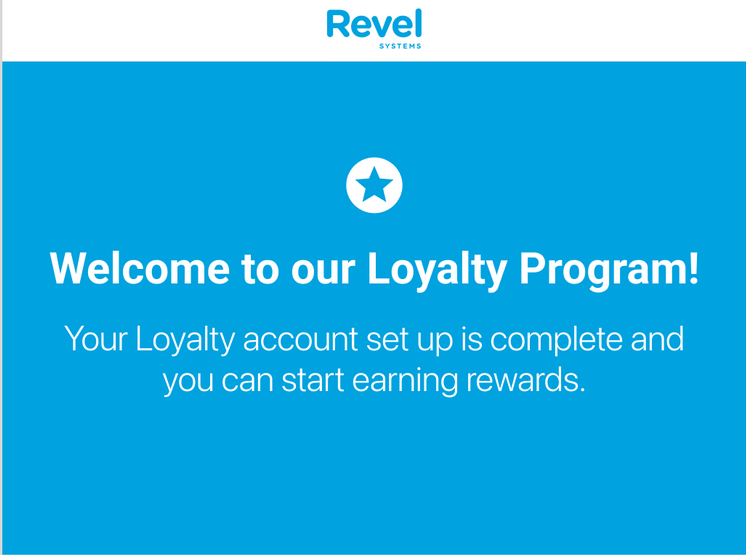 Revel
SYSTEMS
Welcome to our Loyalty Program!
Your Loyalty account set up is complete and
you can start earning rewards.